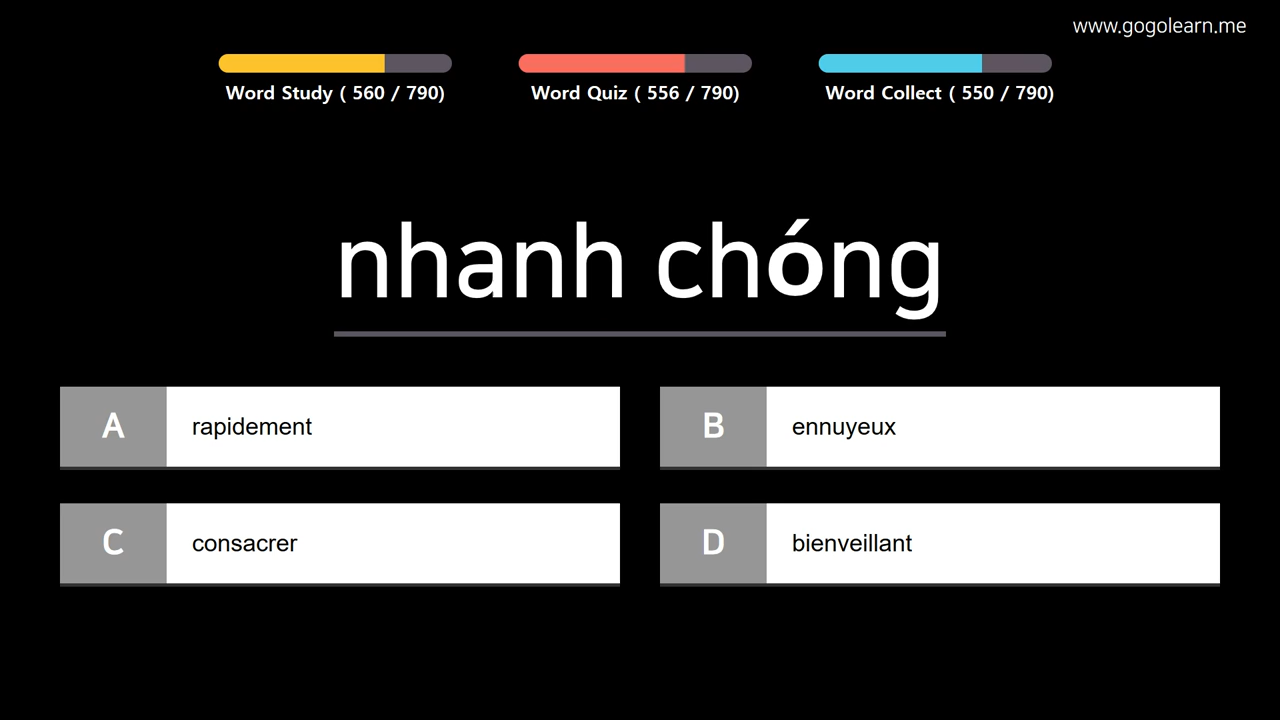 www.gogolearn.me
Word Study ( 560 / 790)
Word Quiz ( 556 / 790)
Word Collect ( 550 / 790)
nhanh chóng
A rapidement
B ennuyeux
C consacrer
D bienveillant